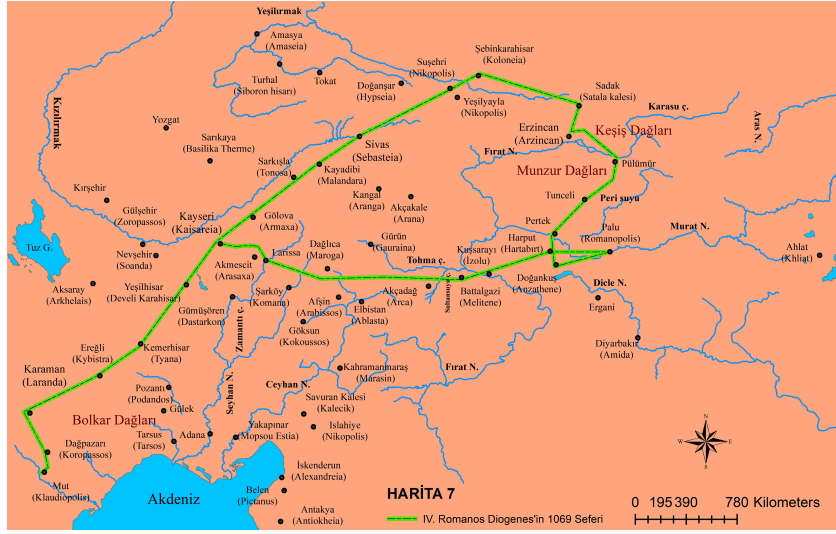 Yeşilırmak
Amasya
(Amaseia)
Turhal
(Siboron hisarı)
Tokat
Doğanşar
(Hypseia)
Suşehri
(Nikopolis)
Şebinkarahisar
(Koloneia)
Yeşilyayla
(Nikopolis)
Sadak
(Satala kalesi)
Karasu ç.
Aras N.
Kızılırmak
Yozgat
Sarıkaya
(Basilika Therme)
Sivas
(Sebasteia)
Erzincan
(Arzincan)
Keşiş Dağları
Fırat N.
Munzur Dağları
Pülümür
Sarkışla
(Tonosa)
Kayadibi
(Malandara)
Kangal
(Aranga)
Akçakale
(Arana)
Tunceli
Peri suyu
Kırşehir
Gülşehir
(Zoropassos)
Kayseri
(Kaisareia)
Gölova
(Armaxa)
Gürün
(Gauraina)
Pertek
Palu
(Romanopolis)
Murat N.
Tuz G.
Nevşehir
(Soanda)
Akmescit
(Arasaxa)
Larissa
Dağlıca
(Maroga)
Tohma ç.
Kuşsarayı
(İzolu)
Harput
(Hartabırt)
Ahlat
(Khliat)
Aksaray
(Arkhelais)
Yeşilhisar
(Develi Karahisar)
Şarköy
(Komana)
Afşin
(Arabissos)
Akçadağ
(Arca)
Sultansuyu ç.
Battalgazi
(Melitene)
Doğankuş
(Anzathene)
Dicle N.
Ergani
Gümüşören
(Dastarkon)
Zamantı ç.
Göksun
(Kokoussos)
Elbistan
(Ablasta)
Diyarbakır
(Amida)
Ereğli
(Kybistra)
Kemerhisar
(Tyana)
Karaman
(Laranda)
Pozantı
(Podandos)
Seyhan N.
Ceyhan N.
Kahramanmaraş
(Marasin)
Fırat N.
Bolkar Dağları
Gülek
Savuran Kalesi
(Kalecik)
Dağpazarı
(Koropassos)
Tarsus
(Tarsos)
Adana
Yakapınar
(Mopsou Estia)
Islahiye
(Nikopolis)
N
W
E
S
Mut
(Klaudiopolis)
Akdeniz
İskenderun
(Alexandreia)
Belen
(Pictanus)
Antakya
(Antiokheia)
HARİTA 7
IV. Romanos Diogenes'in 1069 Seferi
0 195 390 780 Kilometers